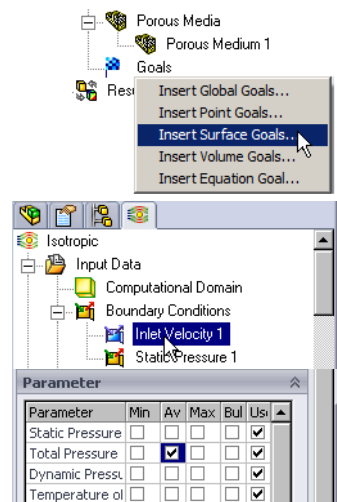 Porous Media
Porous Medium 1
Goals
Insert Global Goals...
Insert Point Goals...
Insert Surface Goals...
Insert Volume Goals...
Insert Equation Goal...
Isotropic
Input Data
Computational Domain
Boundary Conditions
Inlet Velocity 1
Static Pressure 1
Parameter
Parameter Min Av Max Bul
Static Pressure
Total Pressure
Dynamic
Temperature